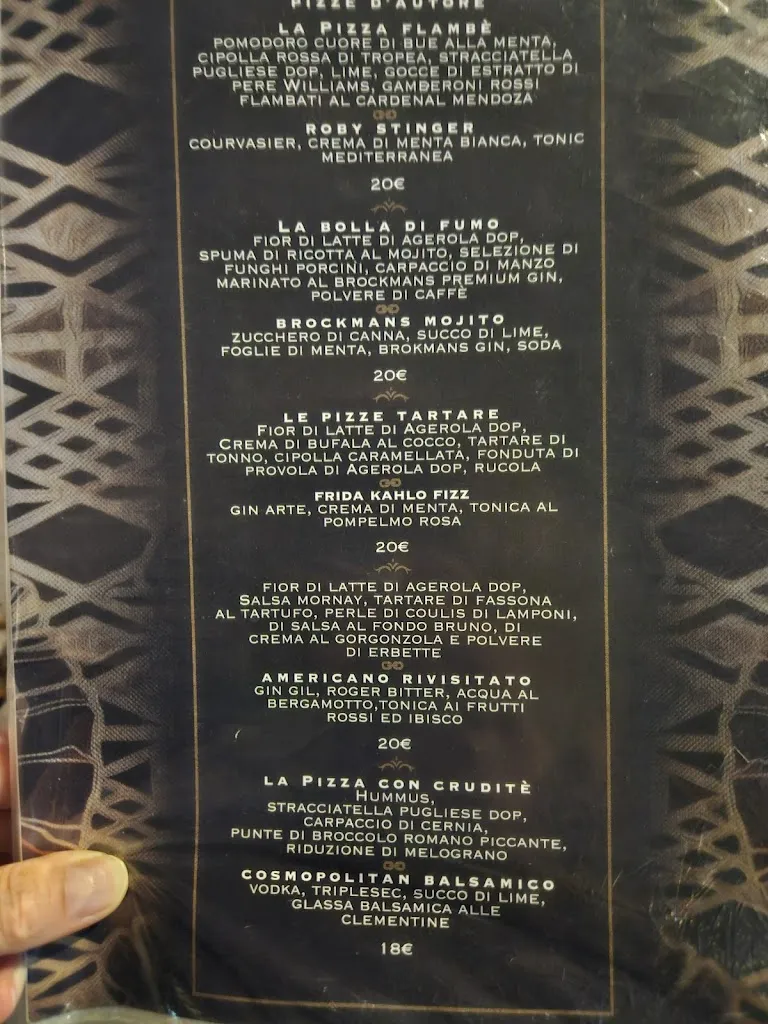 PIZZE D'AUTORE
LA PIZZA FLAMBÈ
POMODORO CUORE DI BUE ALLA MENTA,
CIPOLLA ROSSA DI TROPEA, STRACCIATELLA
PUGLIESE DOP, LIME, GOCCE DI ESTRATTO DI
PERE WILLIAMS, GAMBERONI ROSSI
FLAMBATI AL CARDENAL MENDOZA
ROBY STINGER
COURVASIER, CREMA DI MENTA BIANCA, TONIC
MEDITERRANEA
20€
LA BOLLA DI FUMO
FIOR DI LATTE DI AGEROLA DOP,
SPUMA DI RICOTTA AL MOJITO, SELEZIONE DI
FUNGHI PORCINI, CARPACCIO DI MANZO
MARINATO AL BROCKMANS PREMIUM GIN,
POLVERE DI CAFFÈ
BROCKMANS MOJITO
ZUCCHERO DI CANNA, SUCCO DI LIME,
FOGLIE DI MENTA, BROKMANS GIN, SODA
20€
LE PIZZE TARTARE
FIOR DI LATTE DI AGEROLA DOP,
CREMA DI BUFALA AL COCCO, TARTARE DI
TONNO, CIPOLLA CARAMELLATA, FONDUTA DI
PROVOLA DI AGEROLA DOP, RUCOLA
FRIDA KAHLO FIZZ
GIN ARTE, CREMA DI MENTA, TONICA AL
POMPELMO ROSA
20€
FIOR DI LATTE DI AGEROLA DOP,
SALSA MORNAY, TARTARE DI FASSONA
AL TARTUFO, PERLE DI COULIS DI LAMPONI,
DI SALSA AL FONDO BRUNO, DI
CREMA AL GORGONZOLA E POLVERE
DI ERBETTE
AMERICANO RIVISITATO
GIN GIL, ROGER BITTER, ACQUA AL
BERGAMOTTO,TONICA AI FRUTTI
ROSSI ED IBISCO
20€
LA PIZZA CON CRUDITÈ
HUMMUS,
STRACCIATELLA PUGLIESE DOP,
CARPACCIO DI CERNIA,
PUNTE DI BROCCOLO ROMANO PICCANTE,
RIDUZIONE DI MELOGRANO
COSMOPOLITAN BALSAMICO
VODKA, TRIPLESEC, SUCCO DI LIME,
GLASSA BALSAMICA ALLE
CLEMENTINE
18€